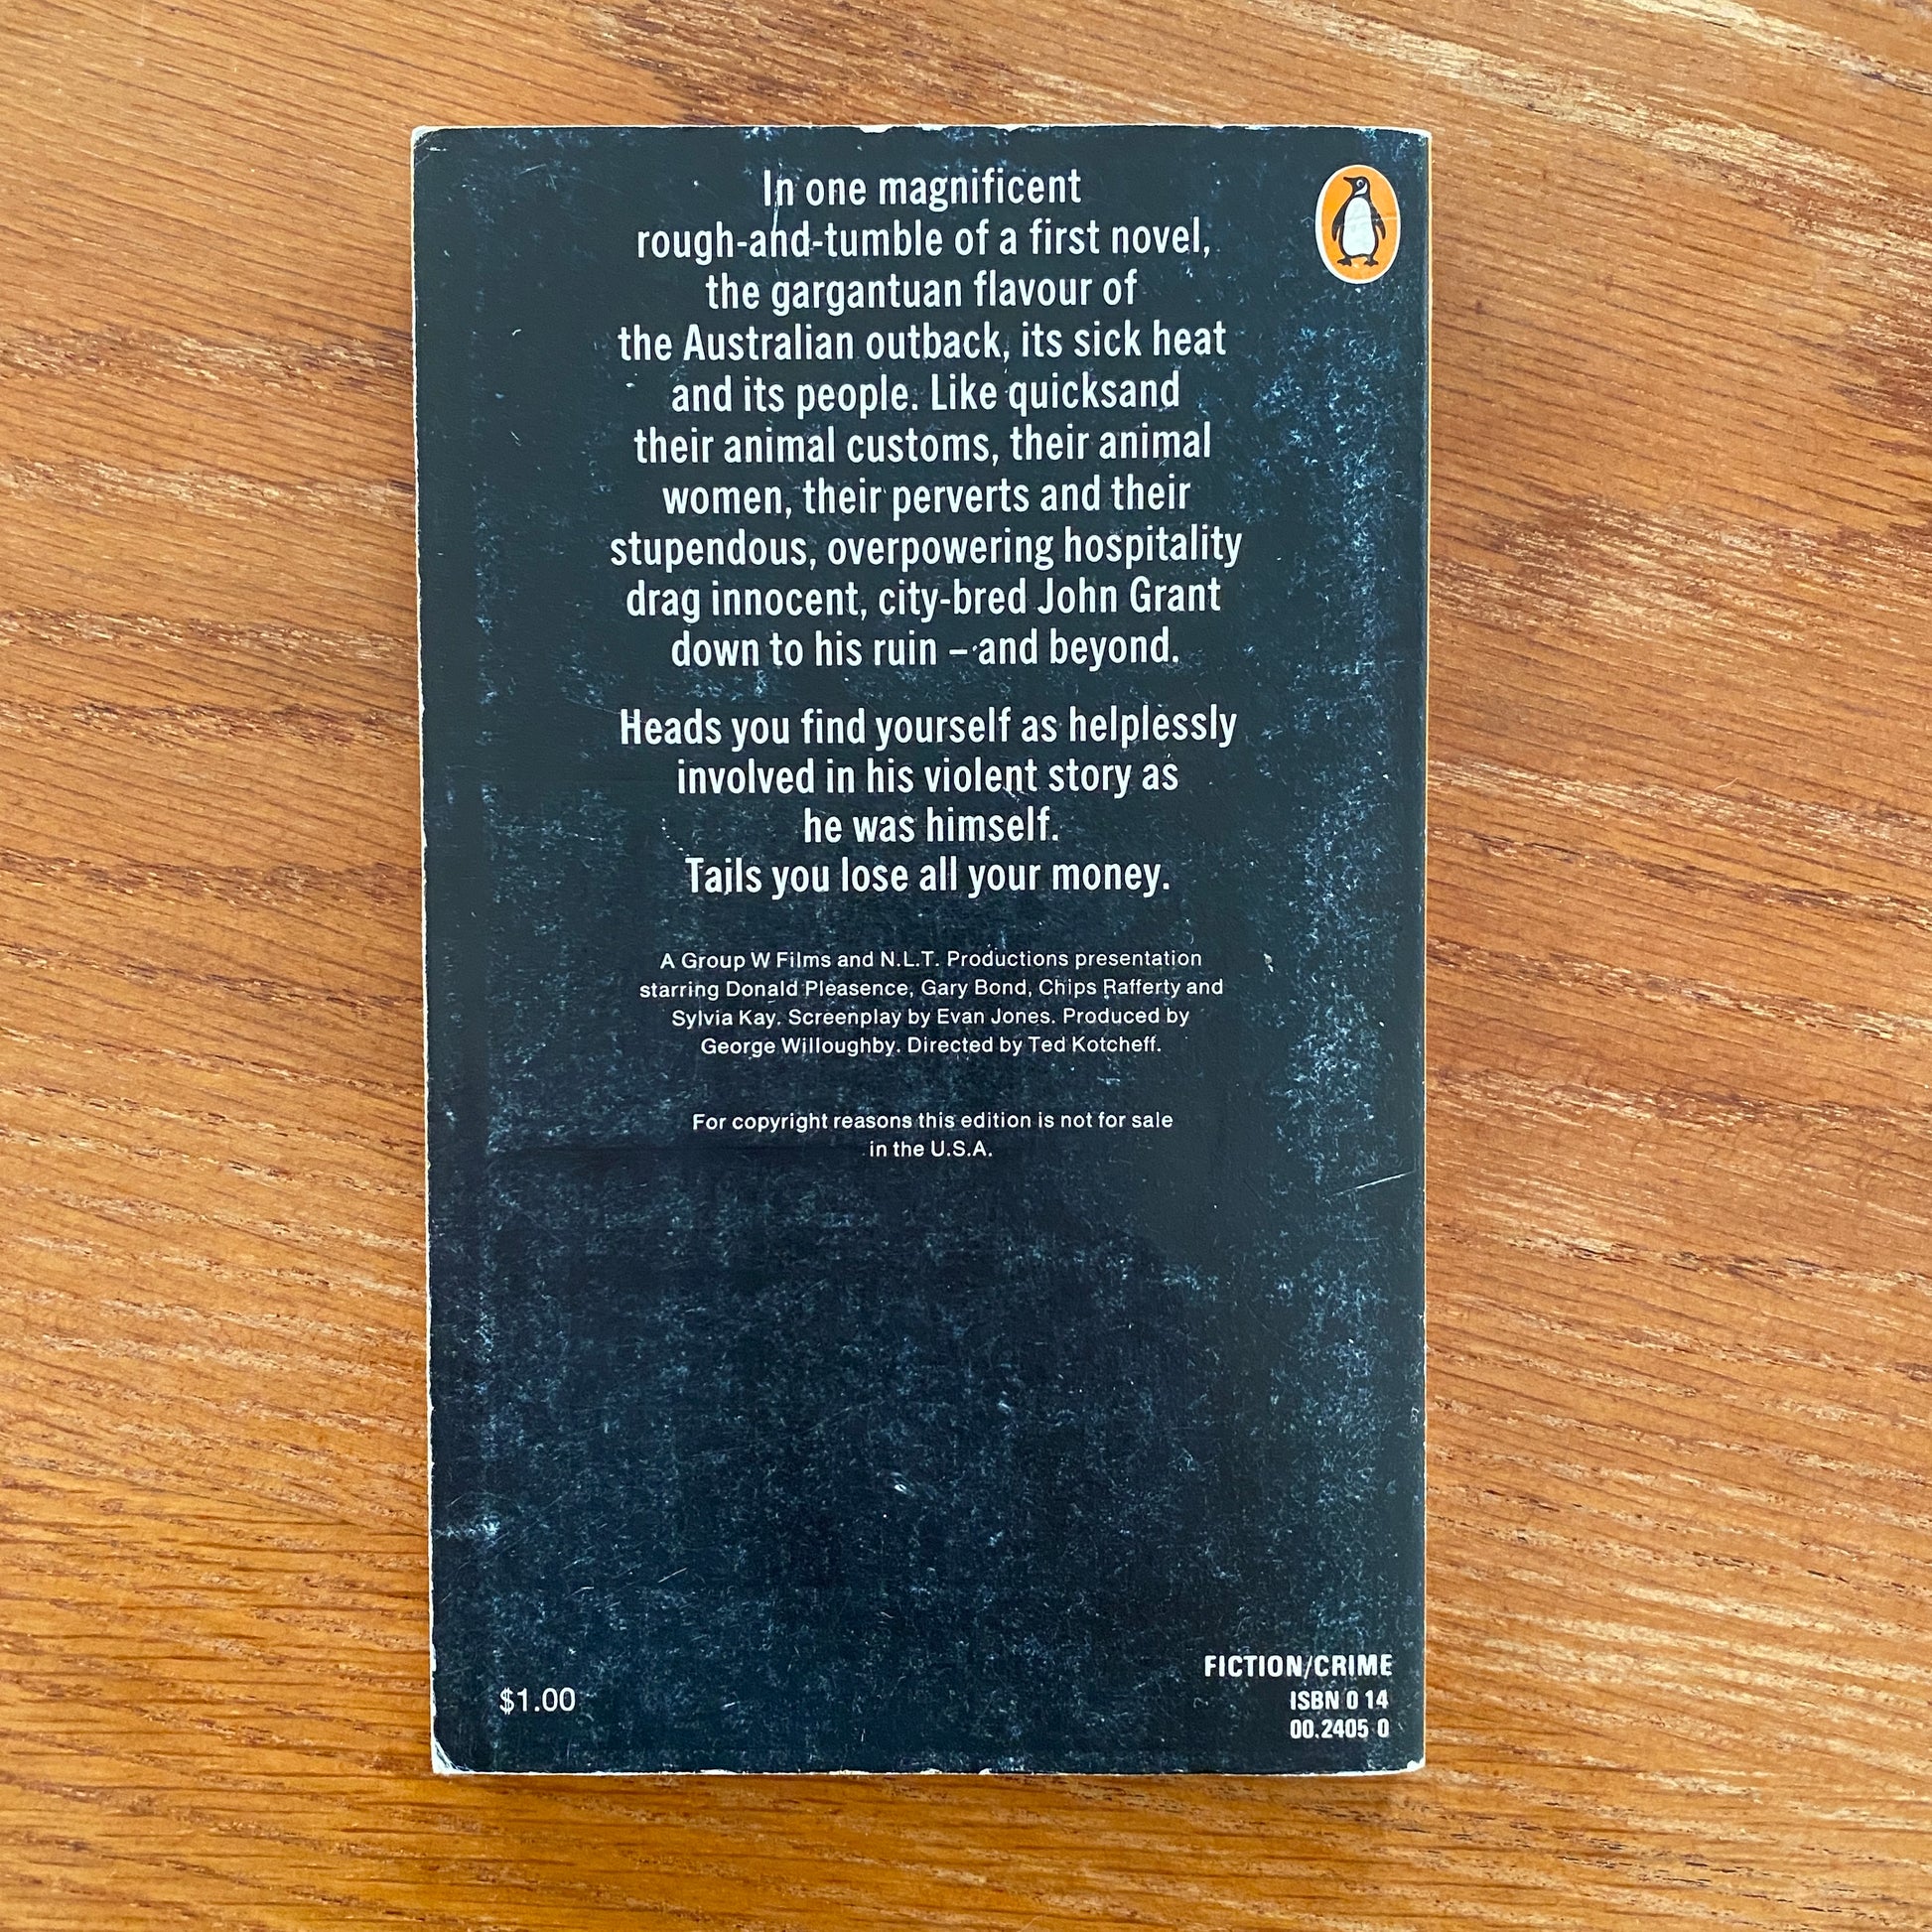 In one magnificent
rough-and-tumble of a first novel,
the gargantuan flavour of
the Australian outback, its sick heat
and its people. Like quicksand
their animal customs, their animal
women, their perverts and their
stupendous, overpowering hospitality
drag innocent, city-bred John Grant
down to his ruin – and beyond.
Heads you find yourself as helplessly
involved in his violent story as
he was himself.
Tails you lose all your money.
A Group W Films and N.L.T. Productions presentation
starring Donald Pleasence, Gary Bond, Chips Rafferty and
Sylvia Kay. Screenplay by Evan Jones. Produced by
George Willoughby. Directed by Ted Kotcheff.
For copyright reasons this edition is not for sale
in the U.S.A.
$1.00
FICTION/CRIME
ISBN 0 14
00.2405 0